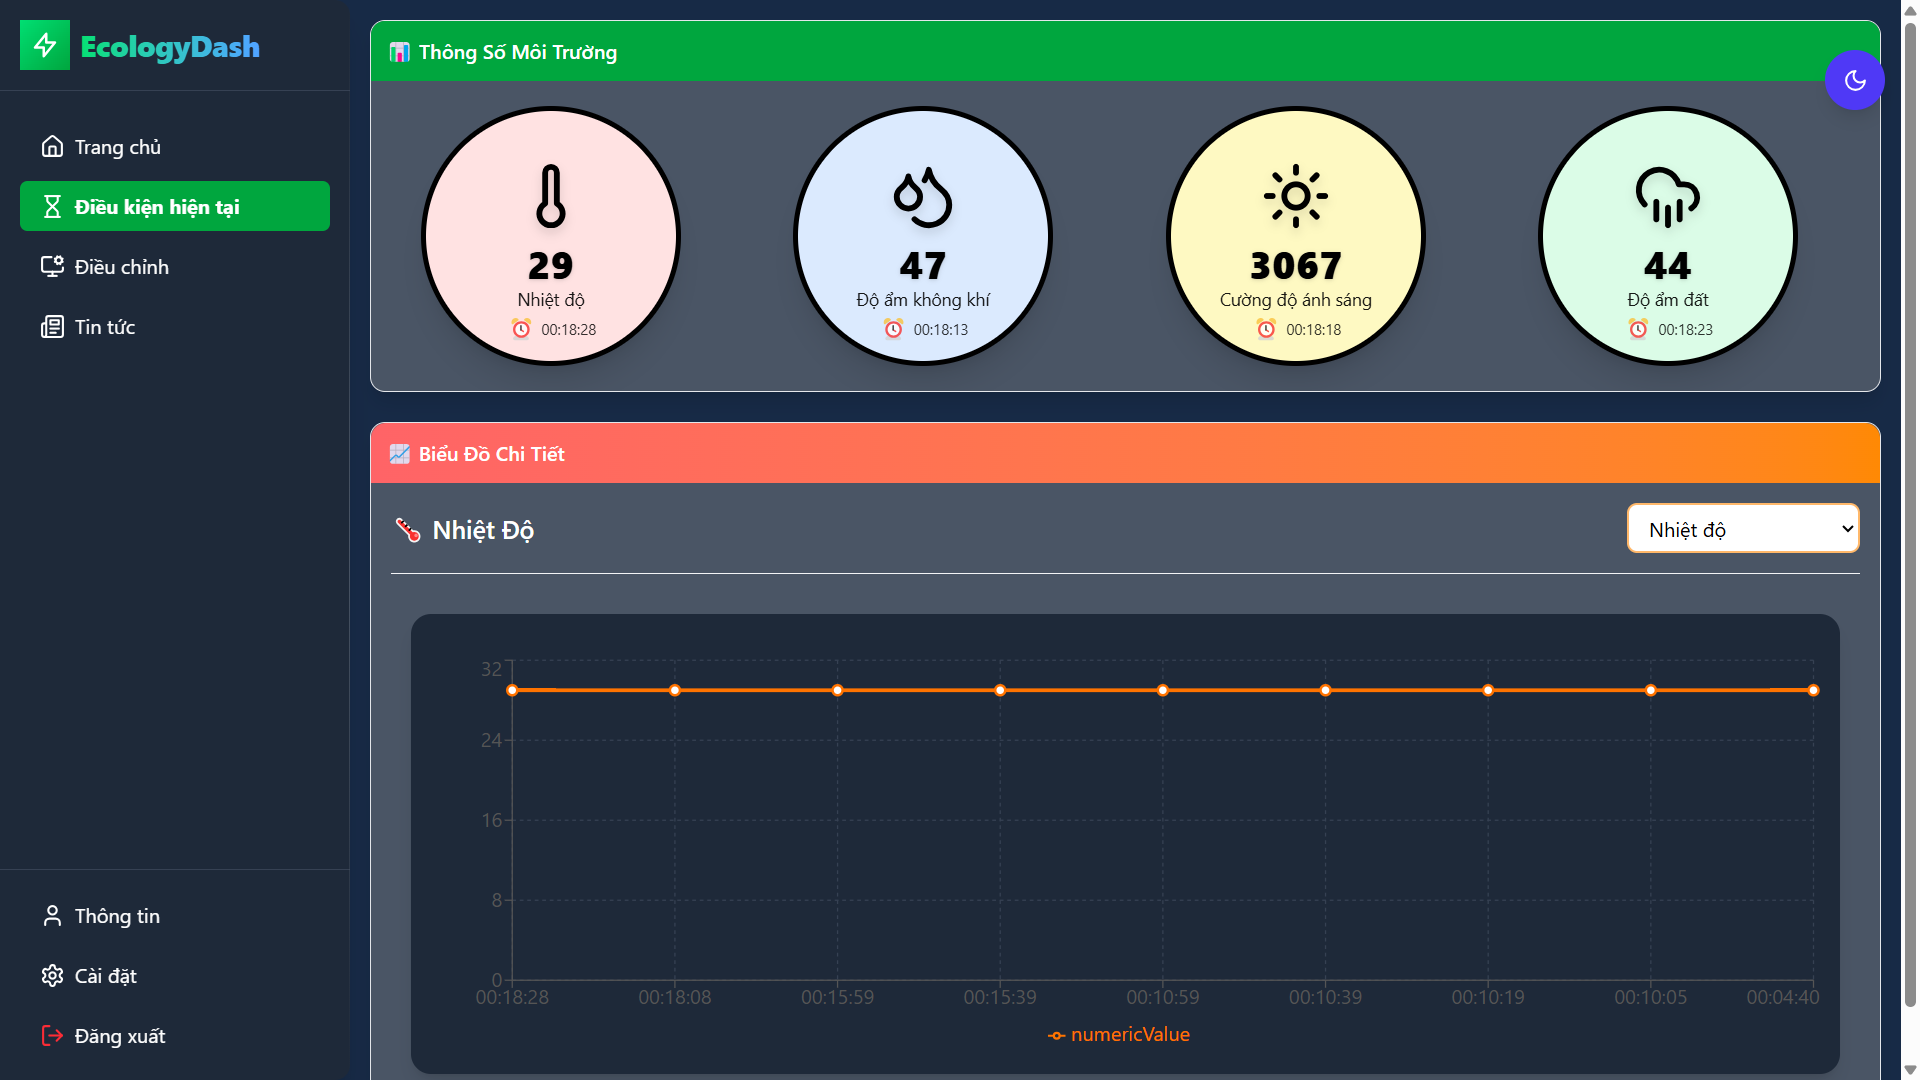 EcologyDash
Trang chủ
Điều kiện hiện tại
Điều chỉnh
Tin tức
Thông tin
Cài đặt
Đăng xuất
Thông Số Môi Trường
29
Nhiệt độ
00:18:28
47
Độ ẩm không khí
00:18:13
3067
Cường độ ánh sáng
00:18:18
44
Độ ẩm đất
00:18:23
Biểu Đồ Chi Tiết
Nhiệt Độ
Nhiệt độ
32
24
16
8
0
00:18:28 00:18:08 00:15:59 00:15:39 00:10:59 00:10:39 00:10:19 00:10:05 00:04:40
numericValue